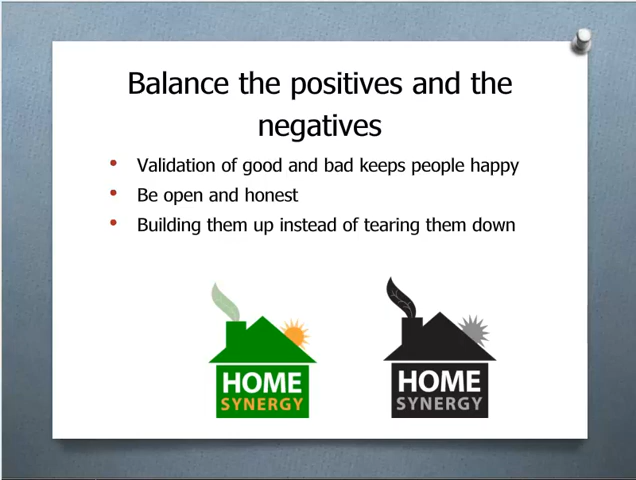 Balance the positives and the
negatives
Validation of good and bad keeps people happy
Be open and honest
Building them up instead of tearing them down
HOME
SYNERGY
HOME
SYNERGY